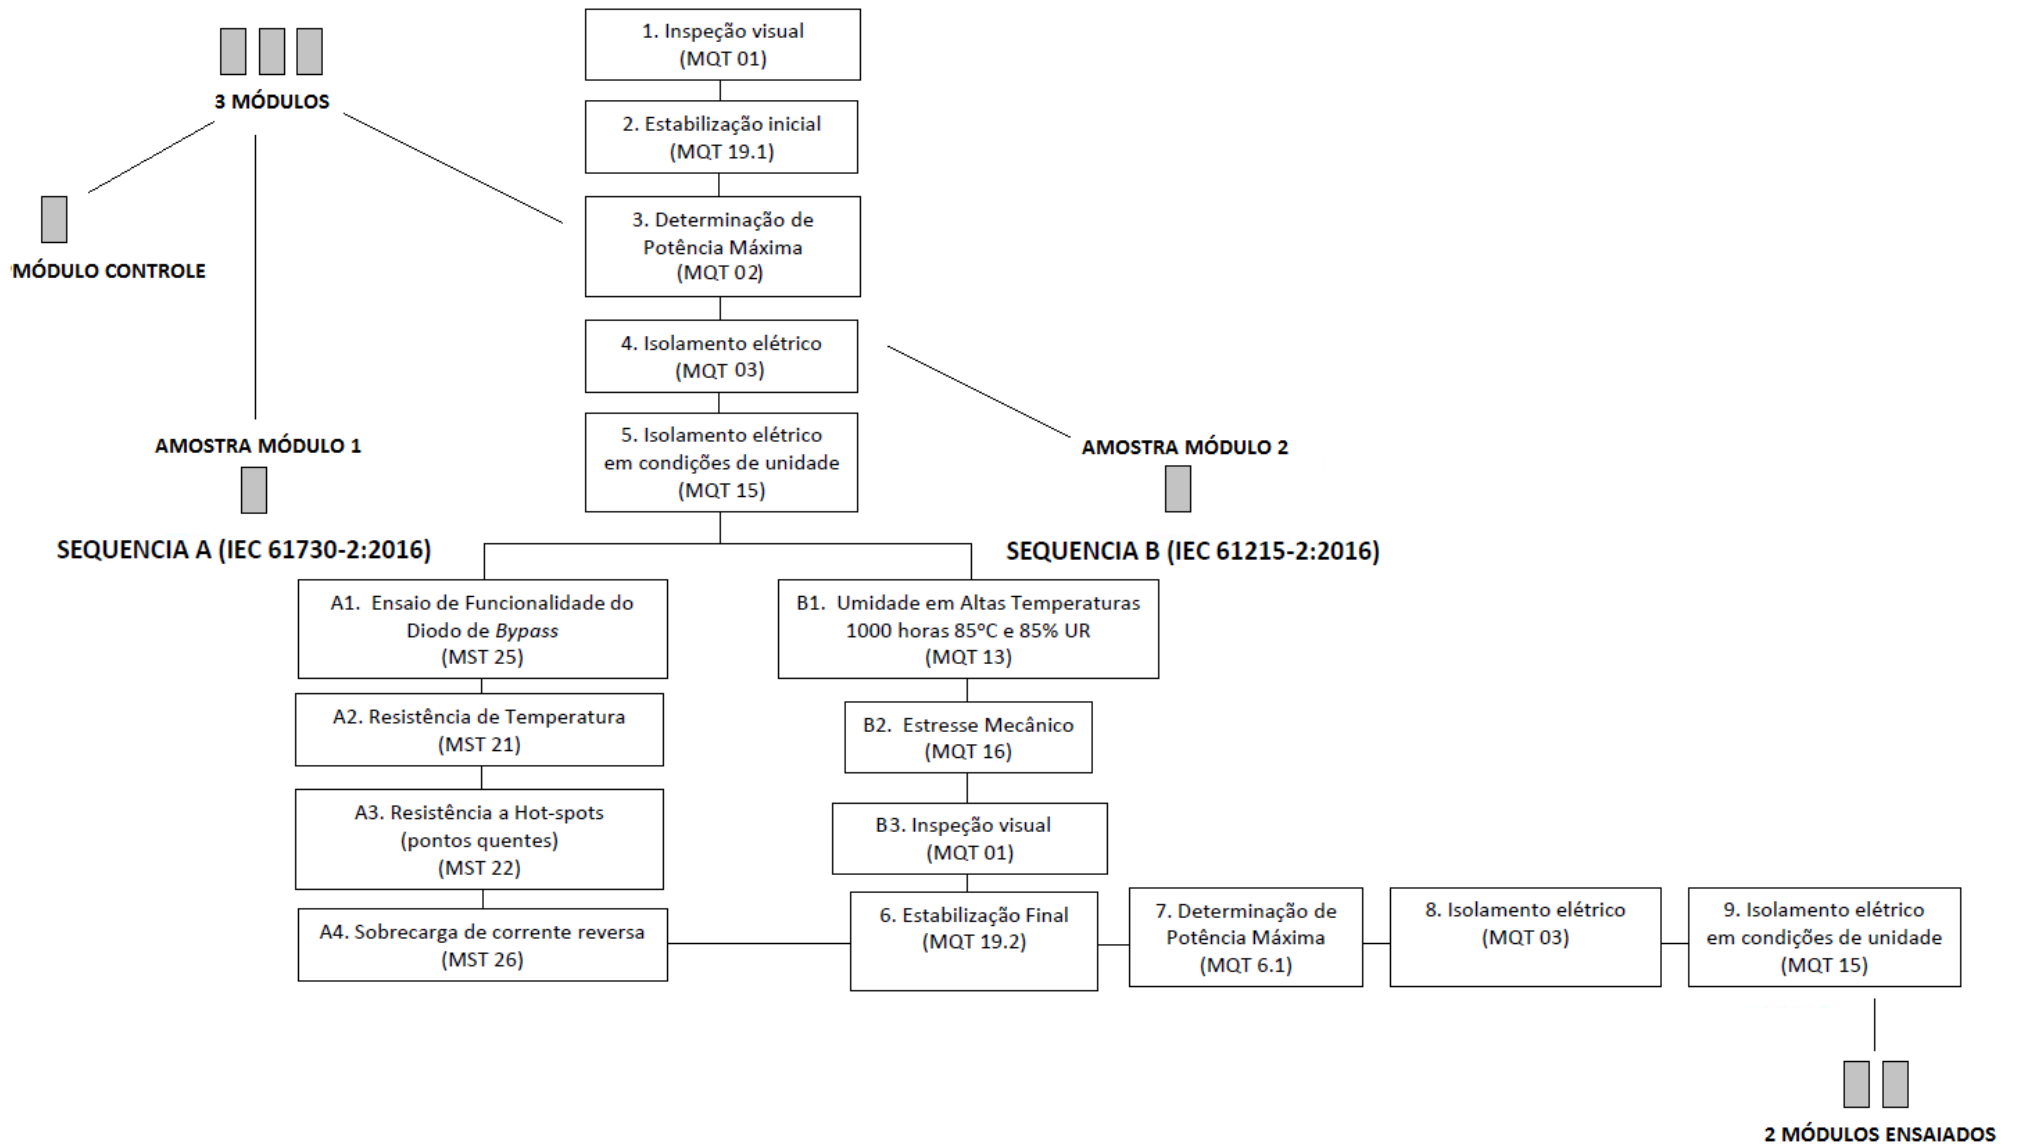 3 MÓDULOS
MÓDULO CONTROLE
1. Inspeção visual
(MQT 01)
2. Estabilização inicial
(MQT 19.1)
3. Determinação de
Potência Máxima
(MQT 02)
4. Isolamento elétrico
(MQT 03)
5. Isolamento elétrico
em condições de unidade
(MQT 15)
AMOSTRA MÓDULO 1
AMOSTRA MÓDULO 2
SEQUENCIA A (IEC 61730-2:2016)
SEQUENCIA B (IEC 61215-2:2016)
A1. Ensaio de Funcionalidade do
Diodo de Bypass
(MST 25)
A2. Resistência de Temperatura
(MST 21)
A3. Resistência a Hot-spots
(pontos quentes)
(MST 22)
A4. Sobrecarga de corrente reversa
(MST 26)
B1. Umidade em Altas Temperaturas
1000 horas 85ºC e 85% UR
(MQT 13)
B2. Estresse Mecânico
(MQT 16)
B3. Inspeção visual
(MQT 01)
6. Estabilização Final
(MQT 19.2)
7. Determinação de
Potência Máxima
(MQT 6.1)
8. Isolamento elétrico
(MQT 03)
9. Isolamento elétrico
em condições de unidade
(MQT 15)
2 MÓDULOS ENSAIADOS